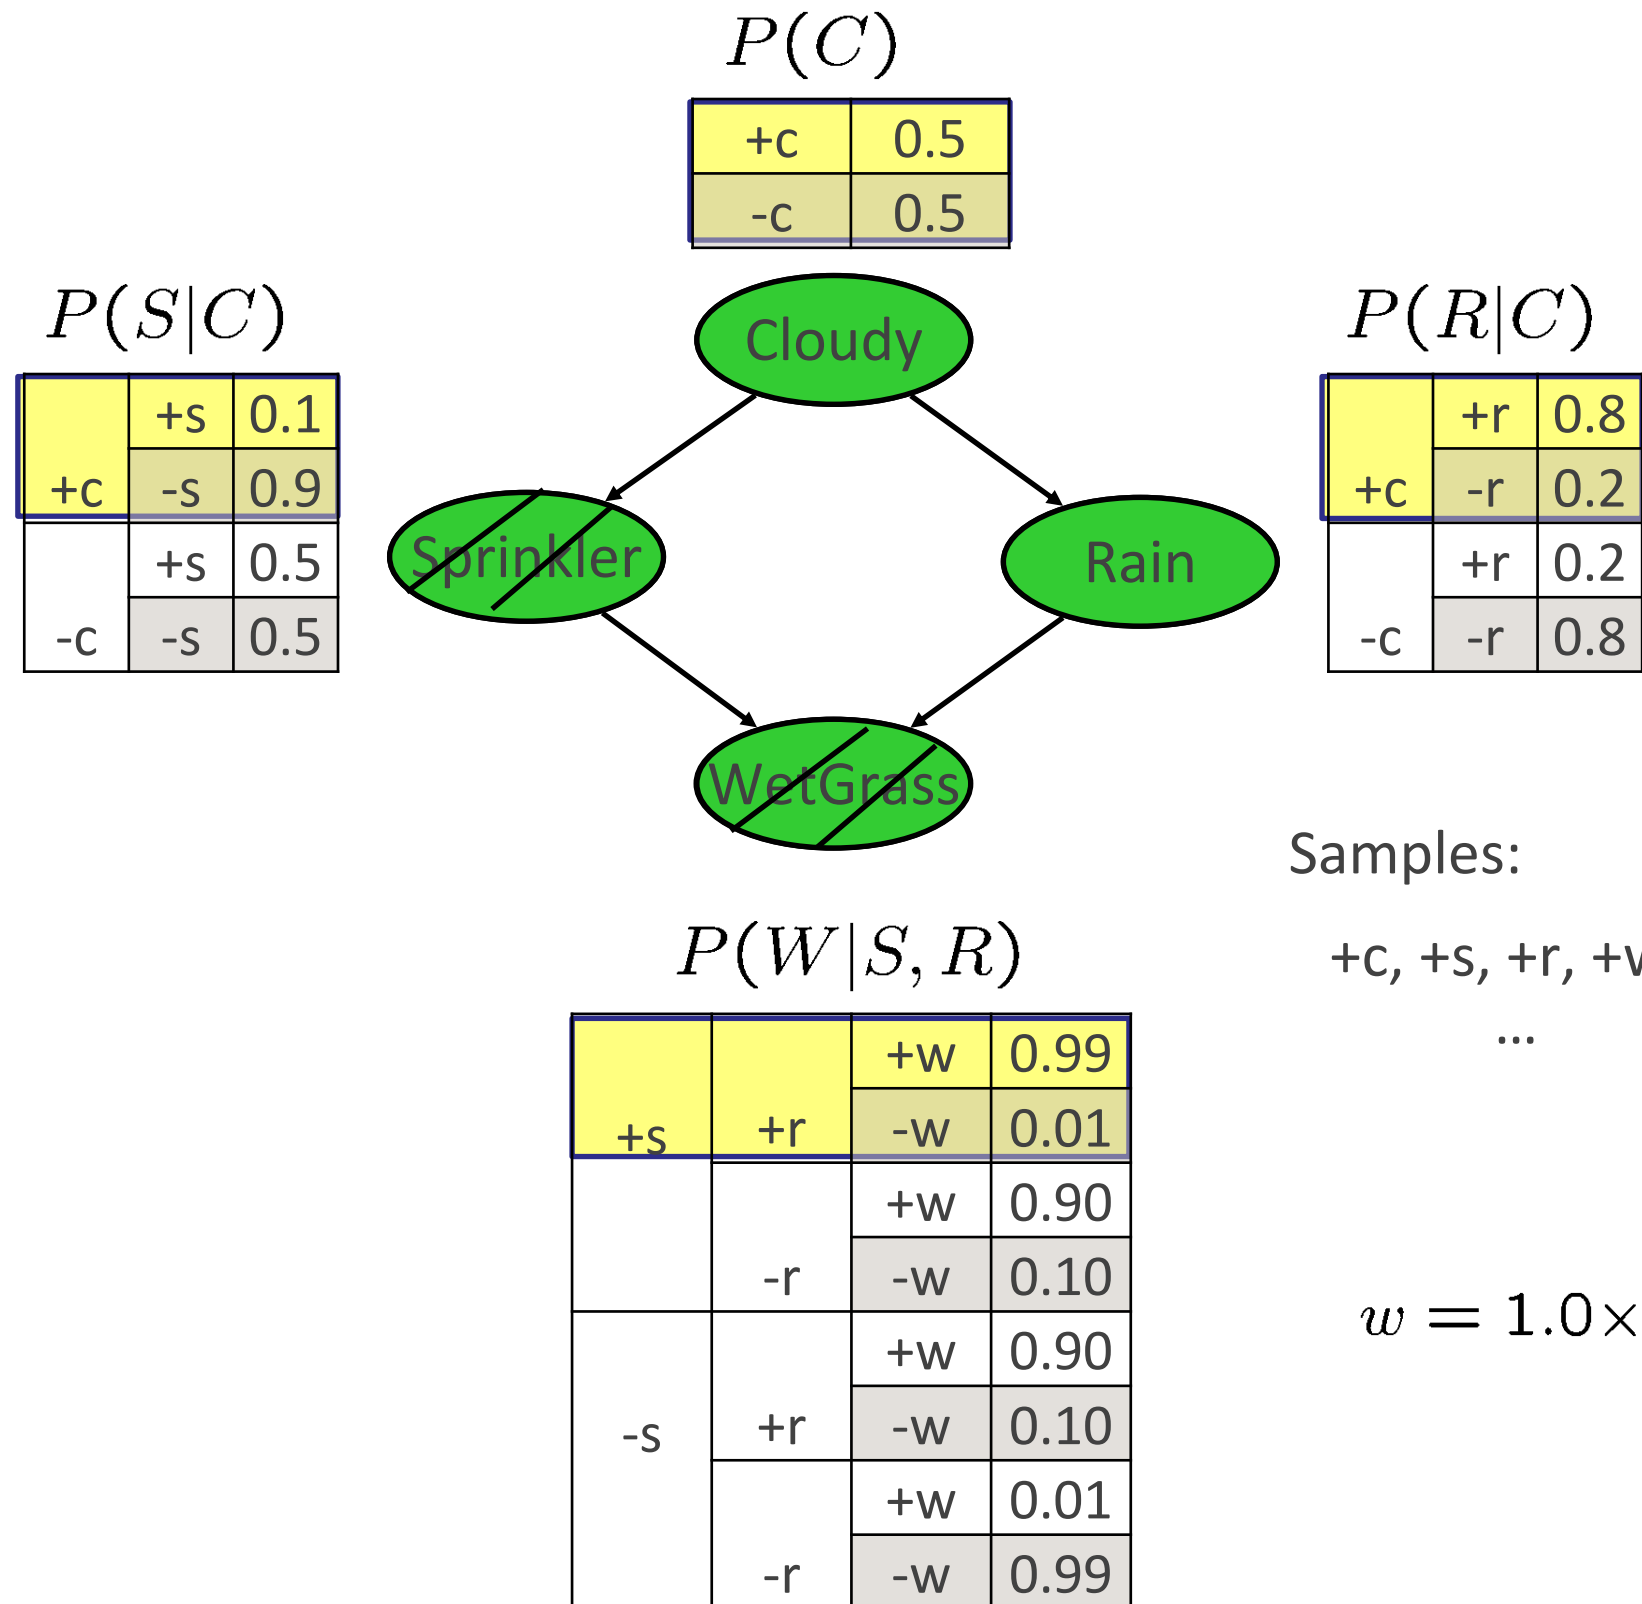 P(C)
+c 0.5
-c 0.5
P(S|C)
+c +s 0.1
-s 0.9
-c +s 0.5
-s 0.5
Cloudy
P(R|C)
+c +r 0.8
-r 0.2
-c +r 0.2
-r 0.8
Sprinkler
Rain
WetGrass
Samples:
+c, +s, +r, +w
...
P(W|S, R)
+s +r +w 0.99
-w 0.01
-r +w 0.90
-w 0.10
-s +r +w 0.90
-w 0.10
-r +w 0.01
-w 0.99
w = 1.0×